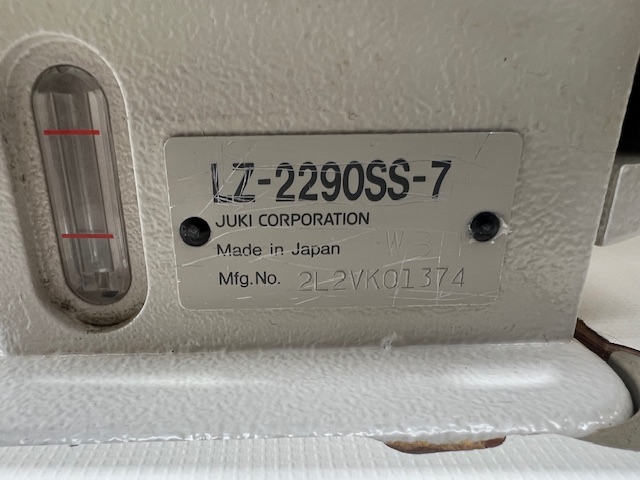 LZ-2290SS-7
JUKI CORPORATION
Made in Japan
Mfg.No. 2L2VK01374